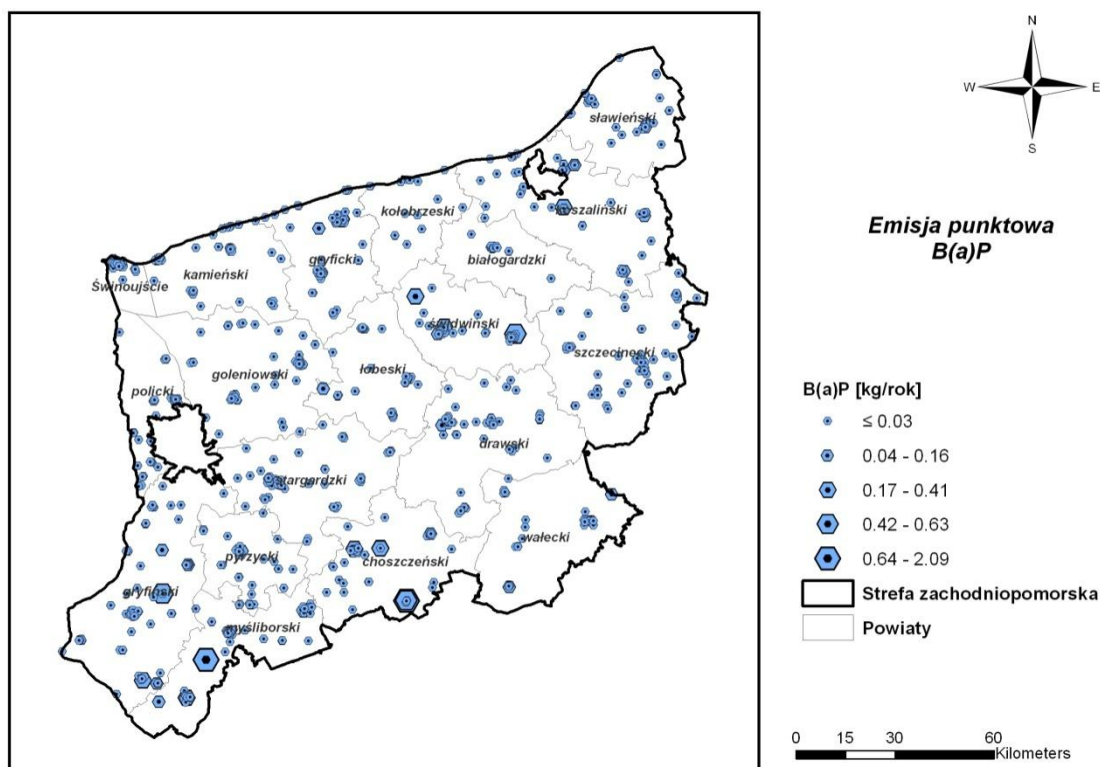 N
W E
S
Emisja punktowa
B(a)P
sławieński
koszaliński
kołobrzeski
białogardzki
gryficki
kamieński
Świnoujście
świdwiński
szczecinecki
goleniowski
łobeski
policki
drawski
stargardzki
wałecki
choszczeński
pyrzycki
gryfiński
myśliborski
B(a)P [kg/rok]
≤ 0.03
0.04 - 0.16
0.17 - 0.41
0.42 - 0.63
0.64 - 2.09
Strefa zachodniopomorska
Powiaty
0 15 30 60
Kilometers